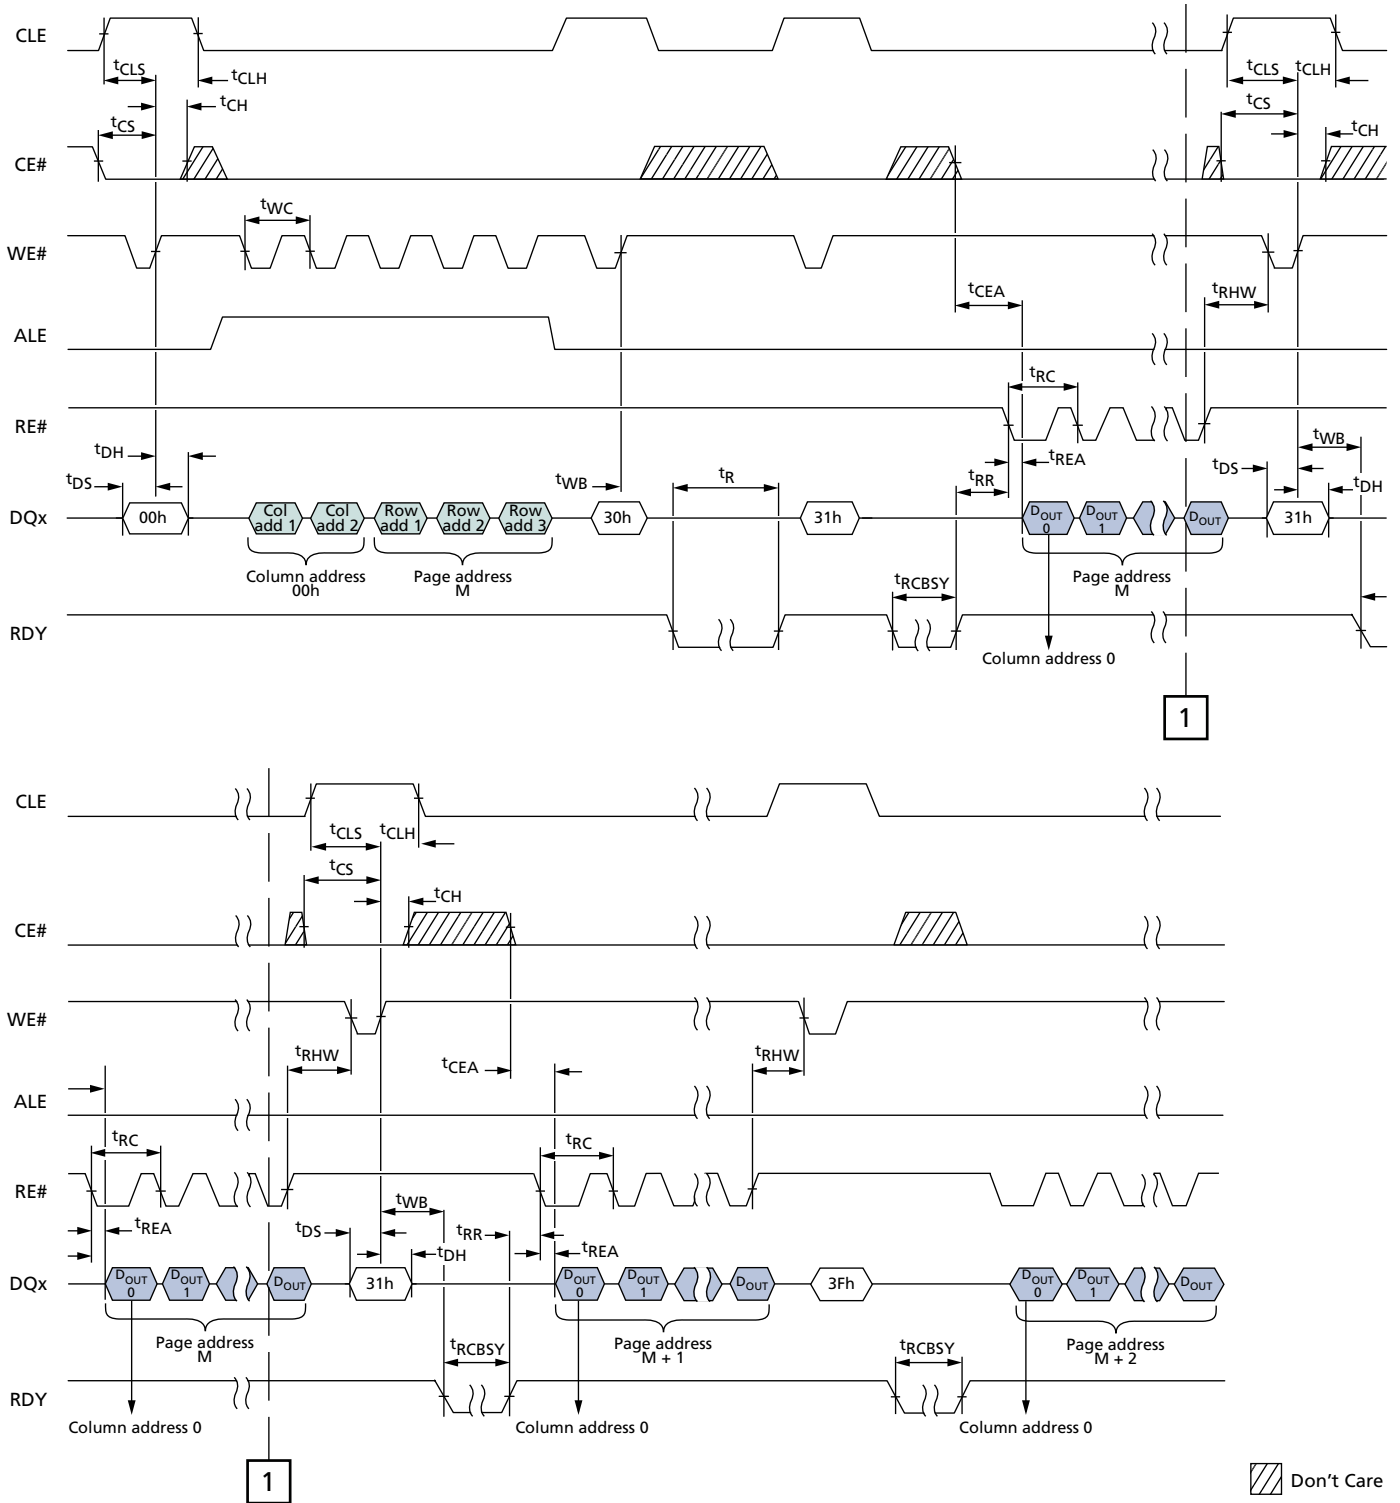 CLE
tCLS
tCLH
tCLS
tCLH
tCH
tCS
tCS
tCH
CE#
tWC
WE#
tCEA
tRHW
ALE
tRC
RE#
tDH
tWB
tREA
tDS
tWB
tR
tRR
tDS
tDH
DQx
00h
Col add 1
Col add 2
Row add 1
Row add 2
Row add 3
30h
31h
DOUT 0
DOUT 1
DOUT
31h
Column address
00h
Page address
M
tRCBSY
Page address
M
RDY
Column address 0
1
CLE
tCLS
tCLH
tCS
tCH
CE#
WE#
tRHW
tCEA
tRHW
ALE
tRC
tRC
RE#
tWB
tREA
tDS
tDH
tRR
tREA
DQx
DOUT 0
DOUT 1
DOUT
31h
DOUT 0
DOUT 1
DOUT
3Fh
DOUT 0
DOUT 1
DOUT
Page address
M
tRCBSY
Page address
M + 1
tRCBSY
Page address
M + 2
RDY
Column address 0
Column address 0
Column address 0
1
Don't Care